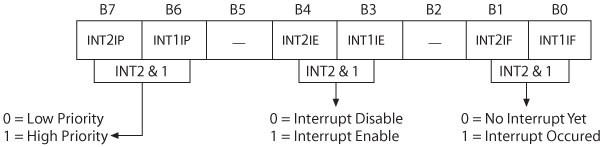 B7 B6 B5 B4 B3 B2 B1 B0
INT2IP INT1IP — INT2IE INT1IE — INT2IF INT1IF
INT2 & 1 INT2 & 1 INT2 & 1
0 = Low Priority 0 = Interrupt Disable 0 = No Interrupt Yet
1 = High Priority 1 = Interrupt Enable 1 = Interrupt Occured